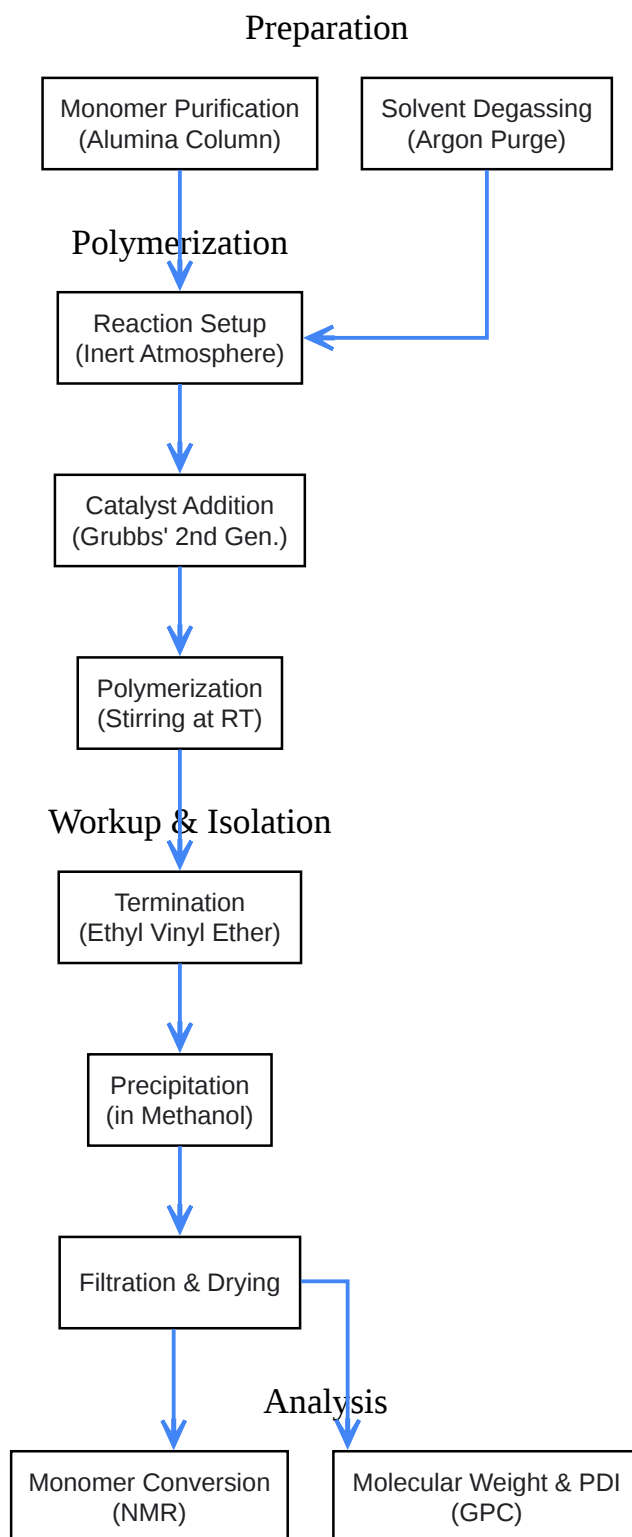 Preparation
Monomer Purification
(Alumina Column)
Solvent Degassing
(Argon Purge)
Polymerization
Reaction Setup
(Inert Atmosphere)
Catalyst Addition
(Grubbs' 2nd Gen.)
Polymerization
(Stirring at RT)
Workup & Isolation
Termination
(Ethyl Vinyl Ether)
Precipitation
(in Methanol)
Filtration & Drying
Analysis
Monomer Conversion
(NMR)
Molecular Weight & PDI
(GPC)